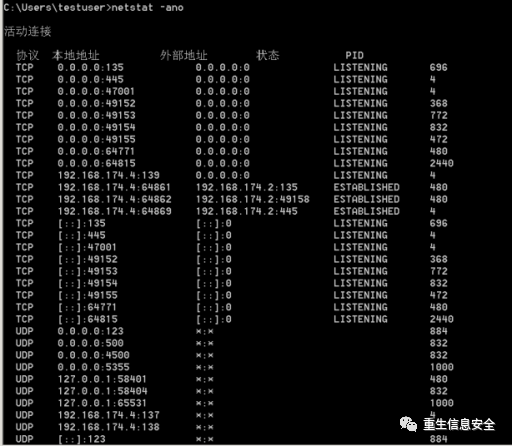 C:\Users\testuser>netstat -ano
活动连接
协议 本地地址 外部地址 状态 PID
TCP 0.0.0.0:135 0.0.0.0:0 LISTENING 696
TCP 0.0.0.0:445 0.0.0.0:0 LISTENING 4
TCP 0.0.0.0:47001 0.0.0.0:0 LISTENING 4
TCP 0.0.0.0:49152 0.0.0.0:0 LISTENING 368
TCP 0.0.0.0:49153 0.0.0.0:0 LISTENING 772
TCP 0.0.0.0:49154 0.0.0.0:0 LISTENING 832
TCP 0.0.0.0:49155 0.0.0.0:0 LISTENING 472
TCP 0.0.0.0:64771 0.0.0.0:0 LISTENING 480
TCP 0.0.0.0:64815 0.0.0.0:0 LISTENING 2440
TCP 192.168.174.4:139 0.0.0.0:0 LISTENING 4
TCP 192.168.174.4:64861 192.168.174.2:135 ESTABLISHED 480
TCP 192.168.174.4:64862 192.168.174.2:49158 ESTABLISHED 480
TCP 192.168.174.4:64869 192.168.174.2:445 ESTABLISHED 4
TCP [::]:135 [::]:0 LISTENING 696
TCP [::]:445 [::]:0 LISTENING 4
TCP [::]:47001 [::]:0 LISTENING 4
TCP [::]:49152 [::]:0 LISTENING 368
TCP [::]:49153 [::]:0 LISTENING 772
TCP [::]:49154 [::]:0 LISTENING 832
TCP [::]:49155 [::]:0 LISTENING 472
TCP [::]:64771 [::]:0 LISTENING 480
TCP [::]:64815 [::]:0 LISTENING 2440
UDP 0.0.0.0:123 *:* 884
UDP 0.0.0.0:500 *:* 832
UDP 0.0.0.0:4500 *:* 832
UDP 0.0.0.0:5355 *:* 1000
UDP 127.0.0.1:58401 *:* 480
UDP 127.0.0.1:58404 *:* 832
UDP 127.0.0.1:65531 *:* 1000
UDP 192.168.174.4:137 *:* 4
UDP 192.168.174.4:138 *:*
UDP [::]:123 *:* 884
重生信息安全